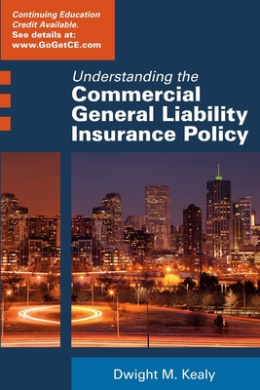 Continuing Education
Credit Available.
See details at:
www.GoGetCE.com
Understanding the
Commercial
General Liability
Insurance Policy
Dwight M. Kealy